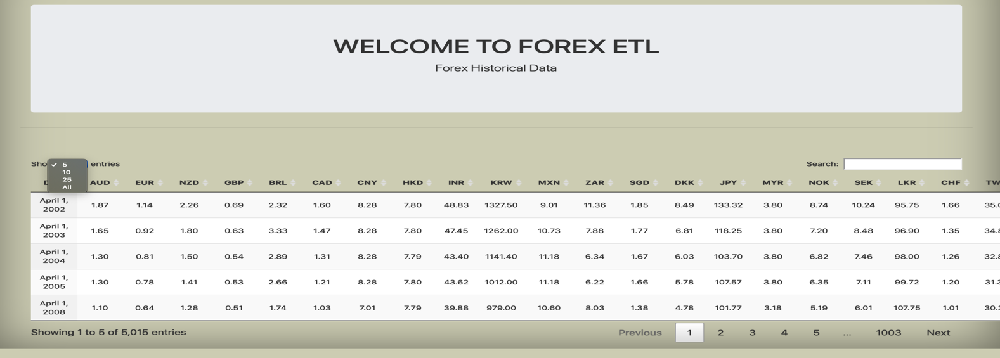 WELCOME TO FOREX ETL
Forex Historical Data
Sho entries Search:
✓ 5
10
25
All
D AUD EUR NZD GBP BRL CAD CNY HKD INR KRW MXN ZAR SGD DKK JPY MYR NOK SEK LKR CHF TW
April 1, 2002 1.87 1.14 2.26 0.69 2.32 1.60 8.28 7.80 48.83 1327.50 9.01 11.36 1.85 8.49 133.32 3.80 8.74 10.24 95.75 1.66 35.0
April 1, 2003 1.65 0.92 1.80 0.63 3.33 1.47 8.28 7.80 47.45 1262.00 10.73 7.88 1.77 6.81 118.25 3.80 7.20 8.48 96.90 1.35 34.8
April 1, 2004 1.30 0.81 1.50 0.54 2.89 1.31 8.28 7.79 43.40 1141.40 11.18 6.34 1.67 6.03 103.70 3.80 6.82 7.46 98.00 1.26 32.8
April 1, 2005 1.30 0.78 1.41 0.53 2.66 1.21 8.28 7.80 43.62 1012.00 11.18 6.22 1.66 5.78 107.57 3.80 6.35 7.11 99.72 1.20 31.3
April 1, 2008 1.10 0.64 1.28 0.51 1.74 1.03 7.01 7.79 39.88 979.00 10.60 8.03 1.38 4.78 101.77 3.18 5.19 6.01 107.75 1.01 30.3
Showing 1 to 5 of 5,015 entries Previous 1 2 3 4 5 ... 1003 Next